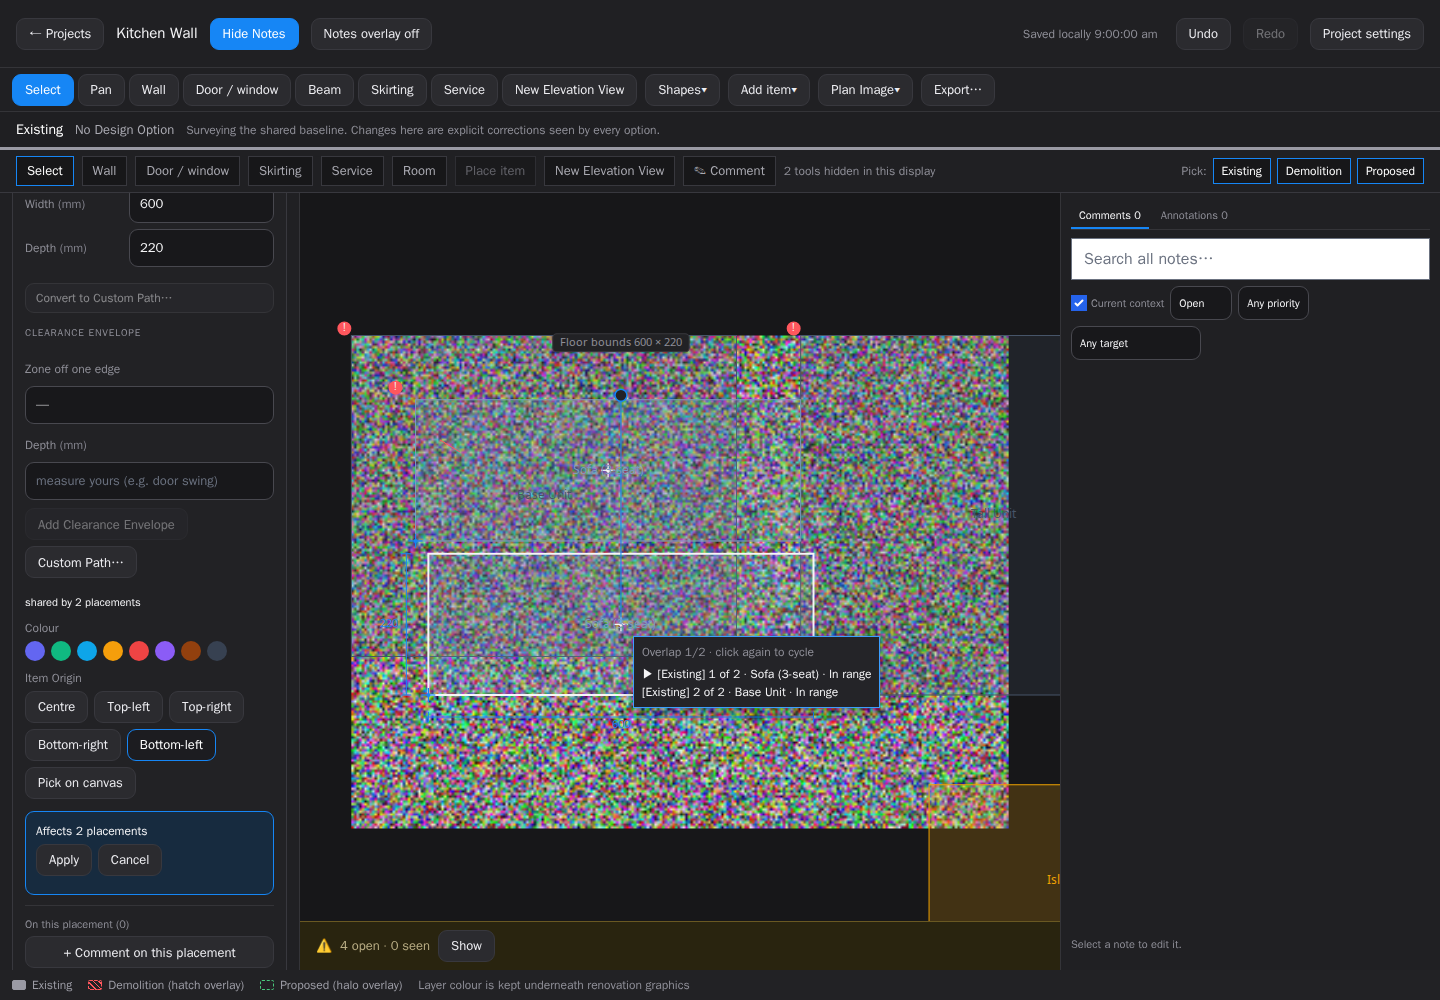 ← Projects
Kitchen Wall
Hide Notes
Notes overlay off
Saved locally 9:00:00 am
Undo
Redo
Project settings
Select
Pan
Wall
Door / window
Beam
Skirting
Service
New Elevation View
Shapes▾
Add item▾
Plan Image▾
Export⋯
Existing
No Design Option
Surveying the shared baseline. Changes here are explicit corrections seen by every option.
Select
Wall
Door / window
Skirting
Service
Room
Place item
New Elevation View
✎ Comment
2 tools hidden in this display
Pick:
Existing
Demolition
Proposed
Width (mm)
600
Depth (mm)
220
Convert to Custom Path⋯
CLEARANCE ENVELOPE
Zone off one edge
—
Depth (mm)
measure yours (e.g. door swing)
Add Clearance Envelope
Custom Path⋯
shared by 2 placements
Colour
Item Origin
Centre
Top-left
Top-right
Bottom-right
Bottom-left
Pick on canvas
Affects 2 placements
Apply
Cancel
On this placement (0)
+ Comment on this placement
!
!
!
Floor bounds 600 × 220
Base Unit
Overlap 1/2 · click again to cycle
▶ [Existing] 1 of 2 · Sofa (3-seat) · In range
[Existing] 2 of 2 · Base Unit · In range
Isl
⚠️ 4 open · 0 seen
Show
Comments 0
Annotations 0
Search all notes⋯
Current context
Open
Any priority
Any target
Select a note to edit it.
Existing
Demolition (hatch overlay)
Proposed (halo overlay)
Layer colour is kept underneath renovation graphics